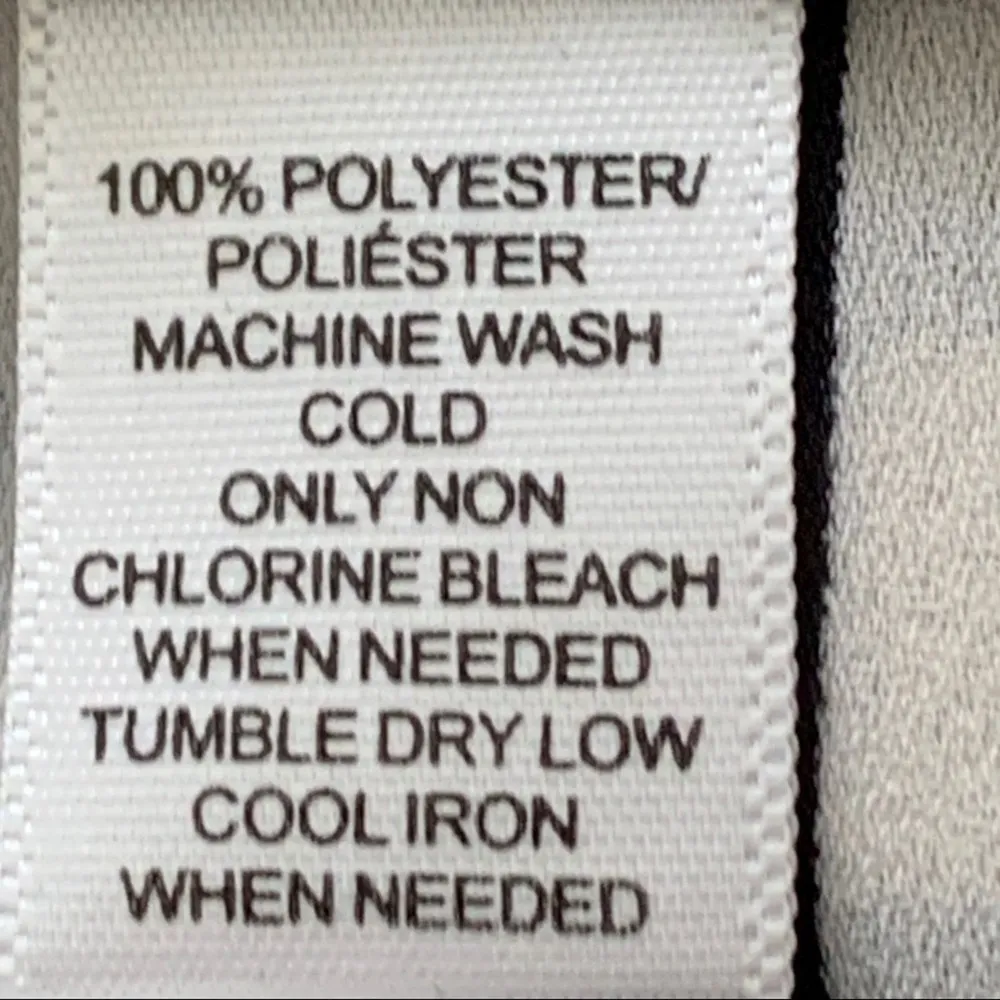 100% POLYESTER/
POLIÉSTER
MACHINE WASH
COLD
ONLY NON
CHLORINE BLEACH
WHEN NEEDED
TUMBLE DRY LOW
COOL IRON
WHEN NEEDED